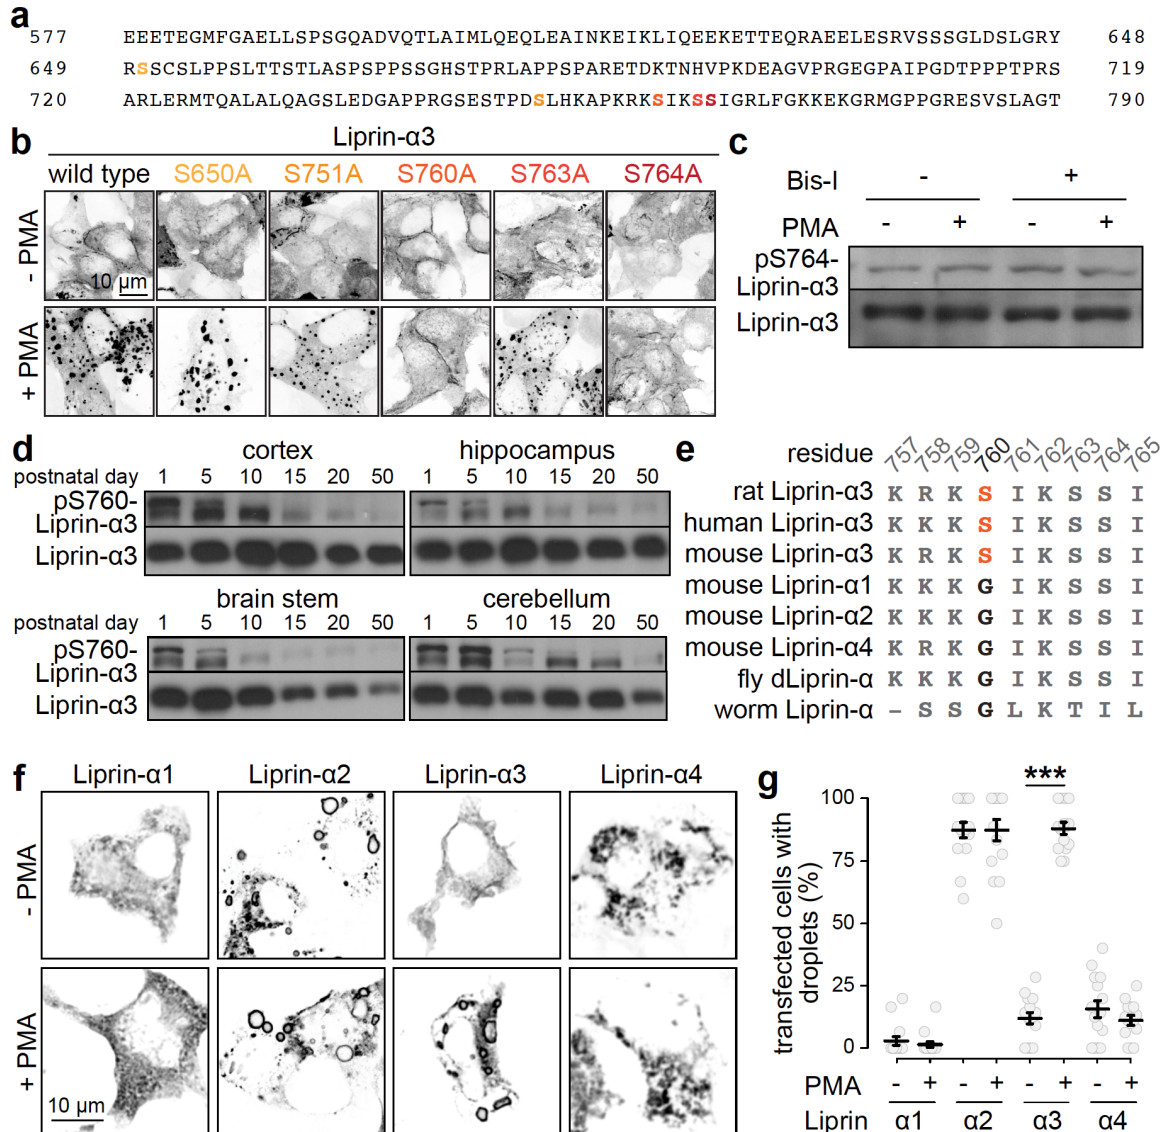 a
577 EEETEGMFGAELLSPSGQADVQTLAIMLQEQLEAINKEIKLIQEEKETTEQRAEELESRVSSSGLDSLGRY 648
649 RSSCSLPPSLTTSTLASPSPPSSGHSTPRLAPPSPARETDKTNHVPKDEAGVPRGEGPAIPGDTPPPTPRS 719
720 ARLERMTQALALQAGSLEDGAPPRGSESTPDSLHKAPKRKSIKSSIGRLFGKKEKGRMGPPGRESVSLAGT 790
b
Liprin-α3
wild type S650A S751A S760A S763A S764A
- PMA
10 µm
+ PMA
c
Bis-I - +
PMA - + - +
pS764-
Liprin-α3
Liprin-α3
d
cortex hippocampus
postnatal day 1 5 10 15 20 50 1 5 10 15 20 50
pS760-
Liprin-α3
Liprin-α3
brain stem cerebellum
postnatal day 1 5 10 15 20 50 1 5 10 15 20 50
pS760-
Liprin-α3
Liprin-α3
e
residue 757 758 759 760 761 762 763 764 765
rat Liprin-α3 K R K S I K S S I
human Liprin-α3 K K K S I K S S I
mouse Liprin-α3 K R K S I K S S I
mouse Liprin-α1 K K K G I K S S I
mouse Liprin-α2 K K K G I K S S I
mouse Liprin-α4 K R K G I K S S I
fly dLiprin-α K K K G I K S S I
worm Liprin-α – S S G L K T I L
f
Liprin-α1 Liprin-α2 Liprin-α3 Liprin-α4
- PMA
+ PMA
10 µm
g
***
transfected cells with
droplets (%)
100
75
50
25
0
PMA - + - + - + - +
Liprin α1 α2 α3 α4